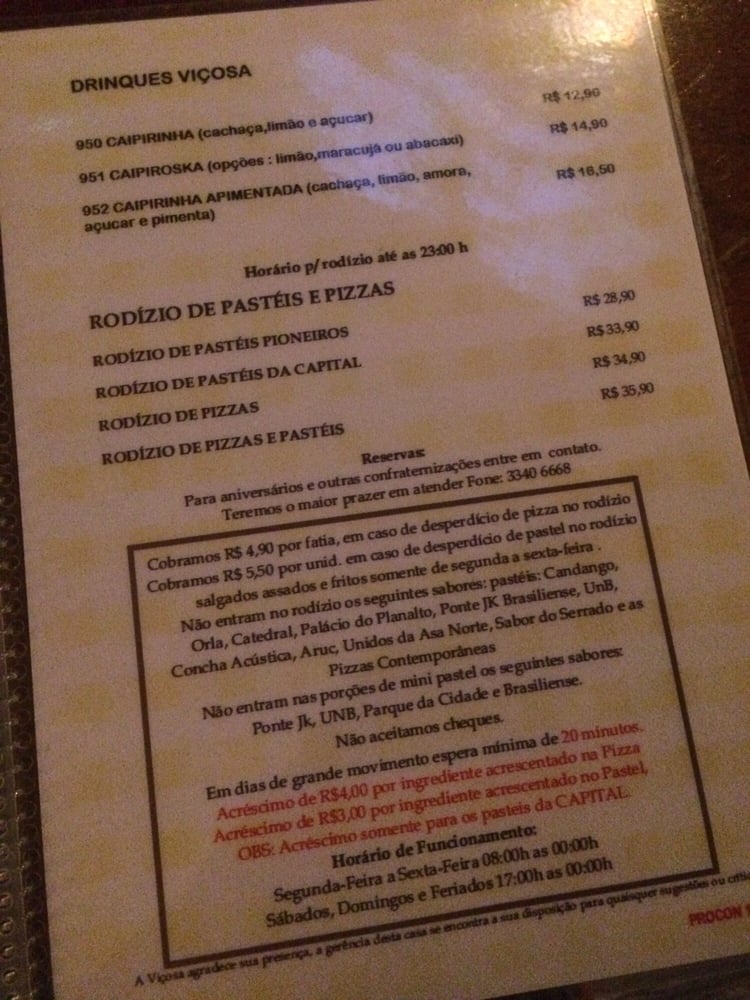 DRINQUES VIÇOSA
950 CAIPIRINHA (cachaça,limão e açucar) R$ 12,90
951 CAIPIROSKA (opções : limão,maracujá ou abacaxi) R$ 14,90
952 CAIPIRINHA APIMENTADA (cachaça, limão, amora, R$ 16,50
açucar e pimenta)
Horário p/ rodízio até as 23:00 h
RODÍZIO DE PASTÉIS E PIZZAS
RODÍZIO DE PASTÉIS PIONEIROS R$ 28,90
RODÍZIO DE PASTÉIS DA CAPITAL R$ 33,90
RODÍZIO DE PIZZAS R$ 34,90
RODÍZIO DE PIZZAS E PASTÉIS R$ 35,90
Reservas:
Para aniversários e outras confraternizações entre em contato.
Teremos o maior prazer em atender Fone: 3340 6668
Cobramos R$ 4,90 por fatia, em caso de desperdício de pizza no rodízio
Cobramos R$ 5,50 por unid. em caso de desperdício de pastel no rodízio
salgados assados e fritos somente de segunda a sexta-feira .
Não entram no rodízio os seguintes sabores: pastéis: Candango,
Orla, Catedral, Palácio do Planalto, Ponte JK Brasiliense, UnB,
Concha Acústica, Aruc, Unidos da Asa Norte, Sabor do Serrado e as
Pizzas Contemporâneas
Não entram nas porções de mini pastel os seguintes sabores:
Ponte Jk, UNB, Parque da Cidade e Brasiliense.
Não aceitamos cheques.
Em dias de grande movimento espera mínima de 20 minutos.
Acréscimo de R$4,00 por ingrediente acrescentado na Pizza
Acréscimo de R$3,00 por ingrediente acrescentado no Pastel,
OBS: Acréscimo somente para os pasteis da CAPITAL.
Horário de Funcionamento:
Segunda-Feira a Sexta-Feira 08:00h as 00:00h
Sábados, Domingos e Feriados 17:00h as 00:00h
A Viçosa agradece sua presença, a gerência desta casa se encontra a sua disposição para quaisquer sugestões ou
PROCON